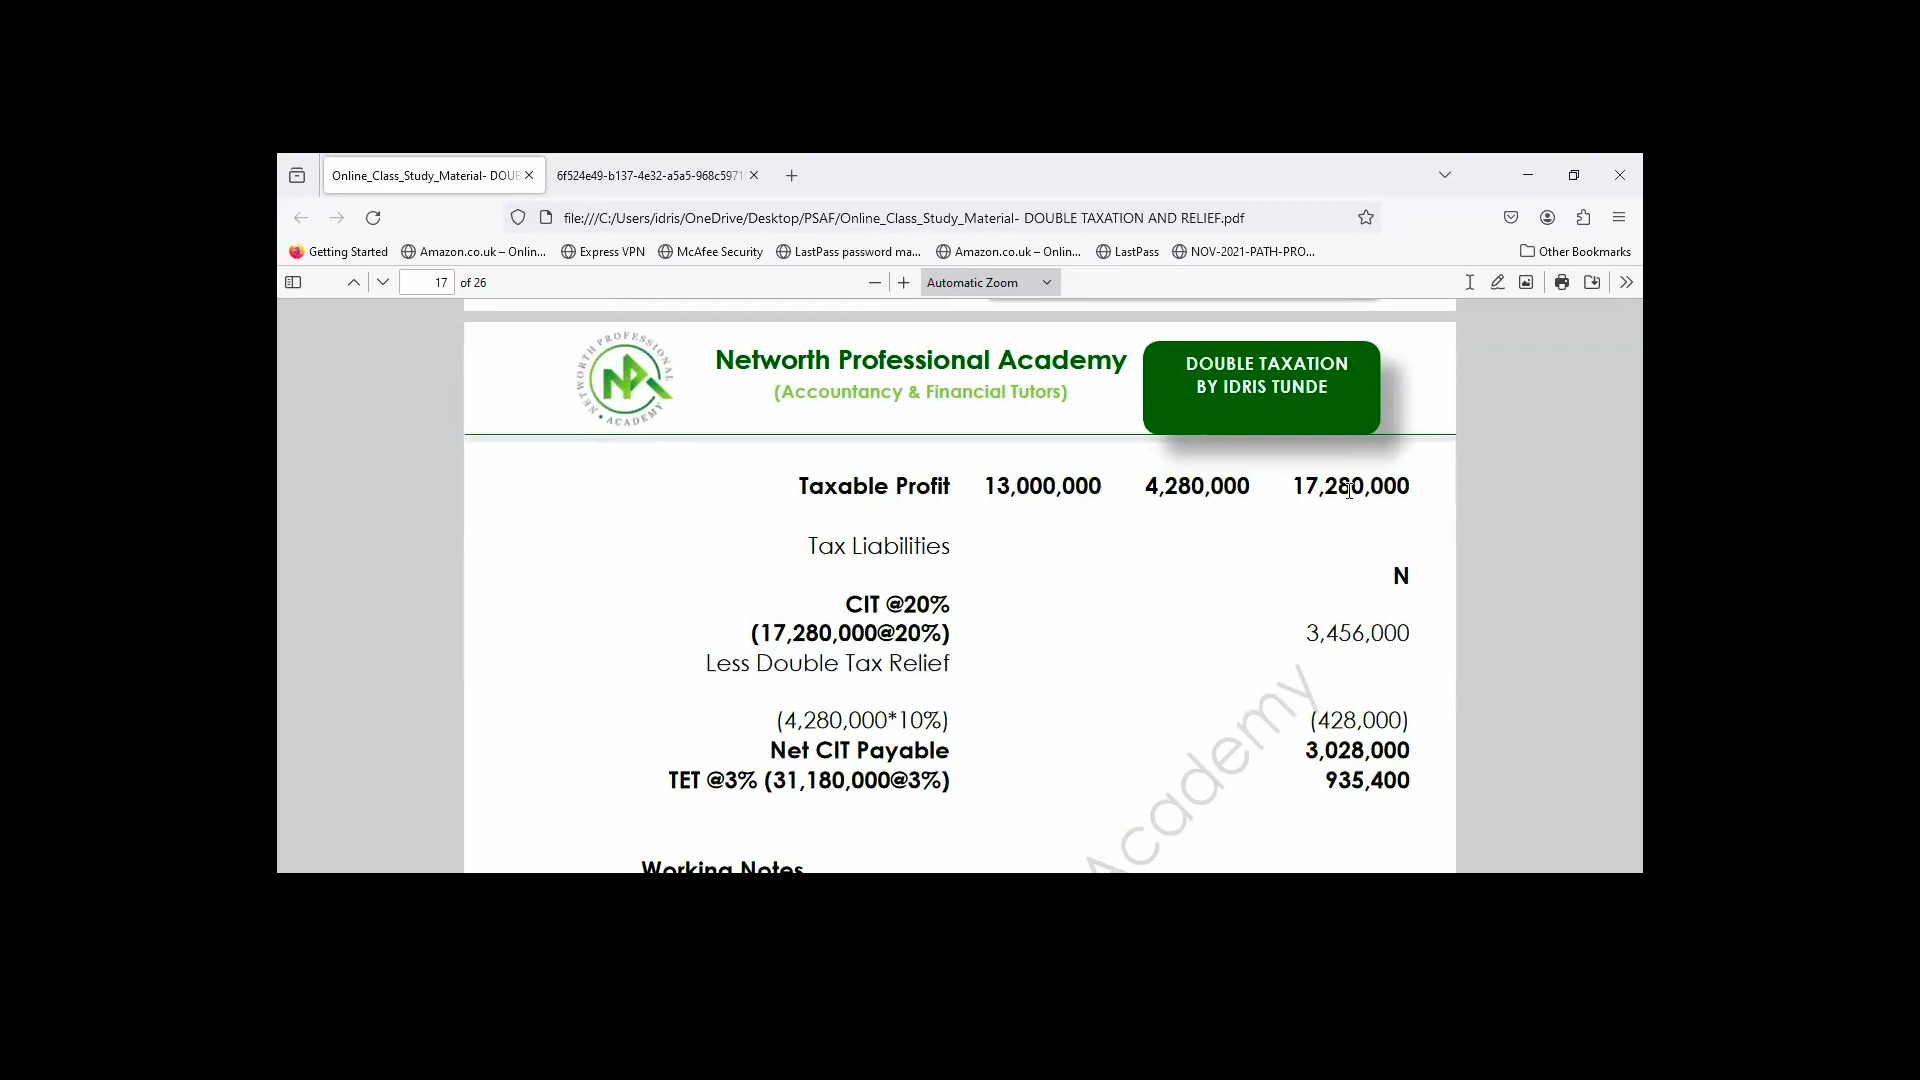 Online_Class_Study_Material- DOUB
6f524e49-b137-4e32-a5a5-968c5971
file:///C:/Users/idris/OneDrive/Desktop/PSAF/Online_Class_Study_Material- DOUBLE TAXATION AND RELIEF.pdf
Getting Started Amazon.co.uk – Onlin... Express VPN McAfee Security LastPass password ma... Amazon.co.uk – Onlin... LastPass NOV-2021-PATH-PRO... Other Bookmarks
17 of 26 Automatic Zoom
NETWORTH PROFESSIONAL
• ACADEMY •
NPA
Networth Professional Academy
(Accountancy & Financial Tutors)
DOUBLE TAXATION
BY IDRIS TUNDE
Taxable Profit 13,000,000 4,280,000 17,280,000
Tax Liabilities
N
CIT @20%
(17,280,000@20%) 3,456,000
Less Double Tax Relief
(4,280,000*10%) (428,000)
Net CIT Payable 3,028,000
TET @3% (31,180,000@3%) 935,400
Academy
Working Notes